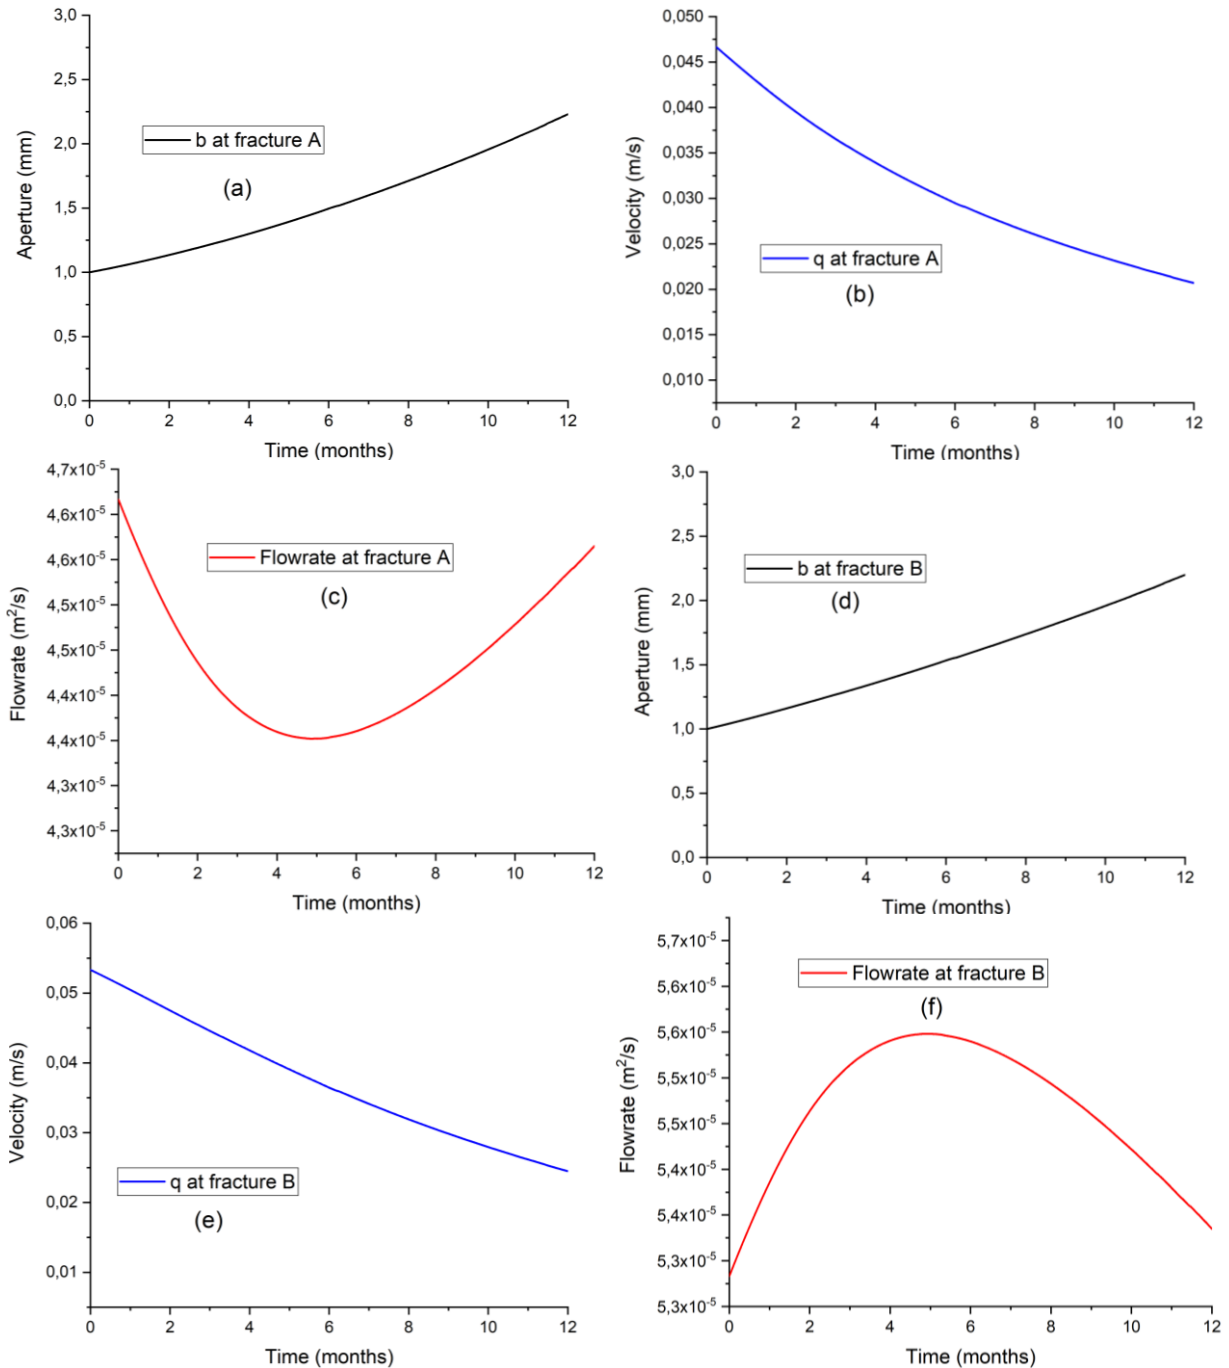 3,0
2,5
2,0
1,5
1,0
0,5
0,0
Aperture (mm)
b at fracture A
(a)
0 2 4 6 8 10 12
Time (months)
0,050
0,045
0,040
0,035
0,030
0,025
0,020
0,015
0,010
Velocity (m/s)
q at fracture A
(b)
0 2 4 6 8 10 12
Time (months)
4,7x10⁻⁵
4,6x10⁻⁵
4,6x10⁻⁵
4,5x10⁻⁵
4,5x10⁻⁵
4,4x10⁻⁵
4,4x10⁻⁵
4,3x10⁻⁵
4,3x10⁻⁵
Flowrate (m²/s)
Flowrate at fracture A
(c)
0 2 4 6 8 10 12
Time (months)
3,0
2,5
2,0
1,5
1,0
0,5
0,0
Aperture (mm)
b at fracture B
(d)
0 2 4 6 8 10 12
Time (months)
0,06
0,05
0,04
0,03
0,02
0,01
Velocity (m/s)
q at fracture B
(e)
0 2 4 6 8 10 12
Time (months)
5,7x10⁻⁵
5,6x10⁻⁵
5,6x10⁻⁵
5,5x10⁻⁵
5,5x10⁻⁵
5,4x10⁻⁵
5,4x10⁻⁵
5,3x10⁻⁵
5,3x10⁻⁵
Flowrate (m²/s)
Flowrate at fracture B
(f)
0 2 4 6 8 10 12
Time (months)